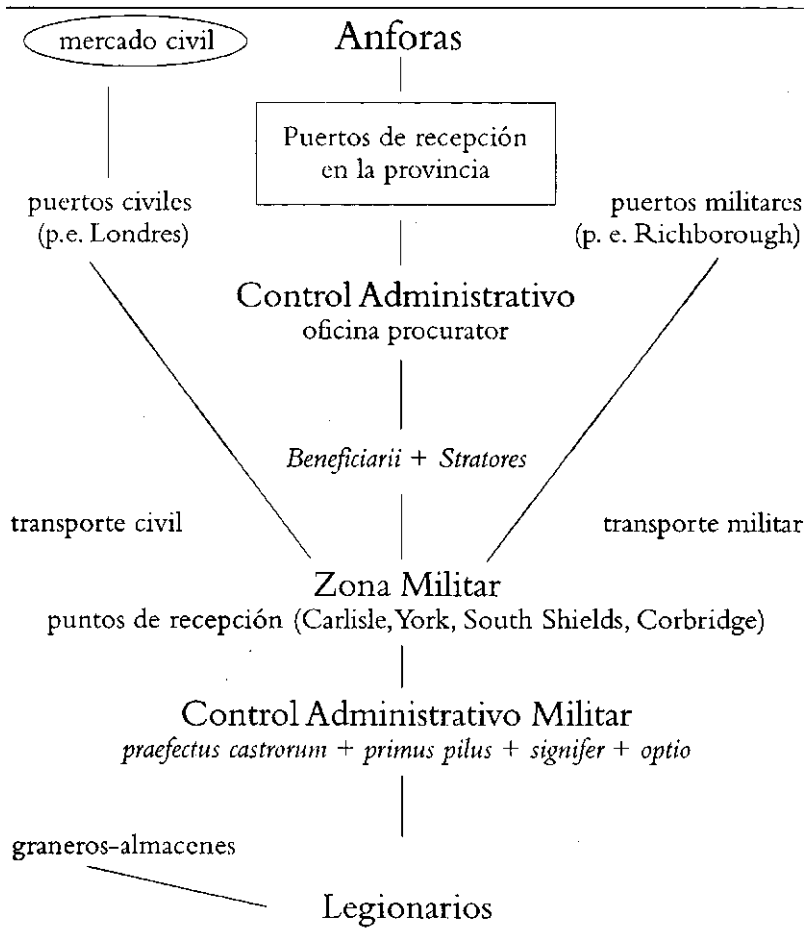 mercado civil
Anforas
Puertos de recepción
en la provincia
puertos civiles
(p.e. Londres)
puertos militares
(p. e. Richborough)
Control Administrativo
oficina procurator
Beneficiarii + Stratores
transporte civil
transporte militar
Zona Militar
puntos de recepción (Carlisle, York, South Shields, Corbridge)
Control Administrativo Militar
praefectus castrorum + primus pilus + signifer + optio
graneros-almacenes
Legionarios